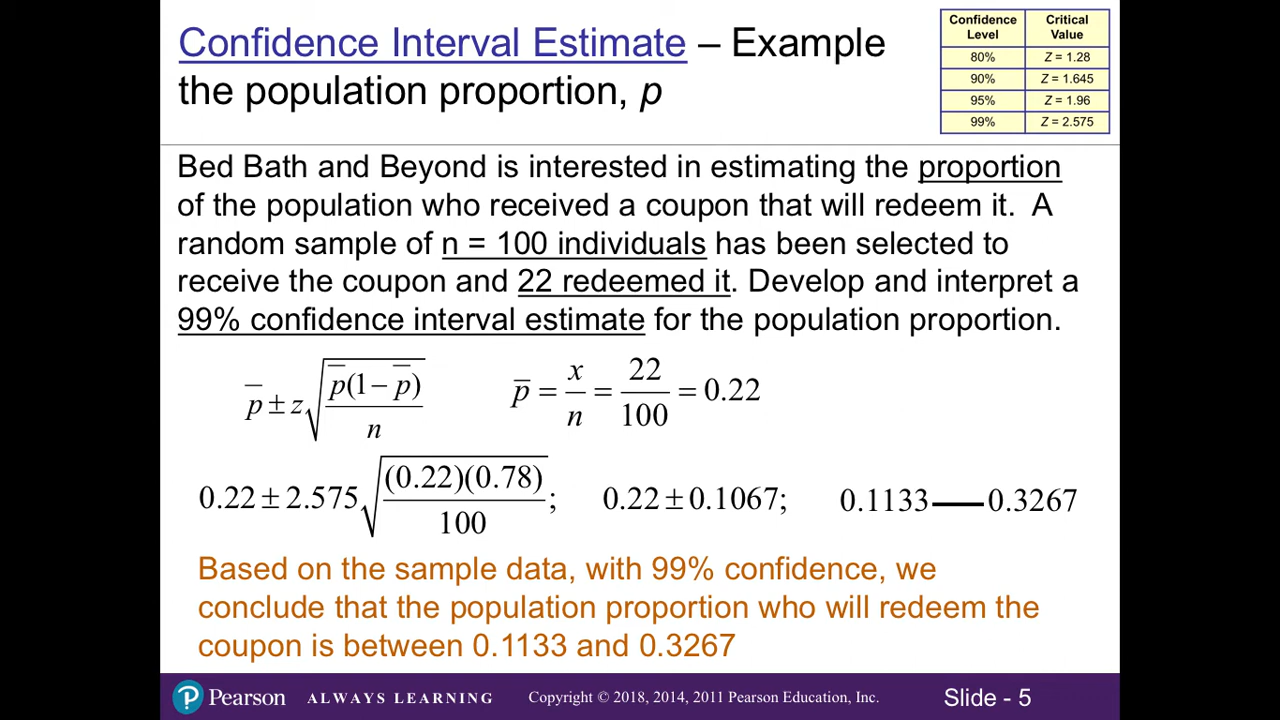 Confidence Interval Estimate – Example
the population proportion, p
Confidence Level | Critical Value
80% | Z = 1.28
90% | Z = 1.645
95% | Z = 1.96
99% | Z = 2.575
Bed Bath and Beyond is interested in estimating the proportion
of the population who received a coupon that will redeem it. A
random sample of n = 100 individuals has been selected to
receive the coupon and 22 redeemed it. Develop and interpret a
99% confidence interval estimate for the population proportion.
p̅ ± z√(p̅(1 − p̅)/n) p̅ = x/n = 22/100 = 0.22
0.22 ± 2.575√((0.22)(0.78)/100); 0.22 ± 0.1067; 0.1133—0.3267
Based on the sample data, with 99% confidence, we
conclude that the population proportion who will redeem the
coupon is between 0.1133 and 0.3267
P Pearson ALWAYS LEARNING Copyright © 2018, 2014, 2011 Pearson Education, Inc. Slide - 5